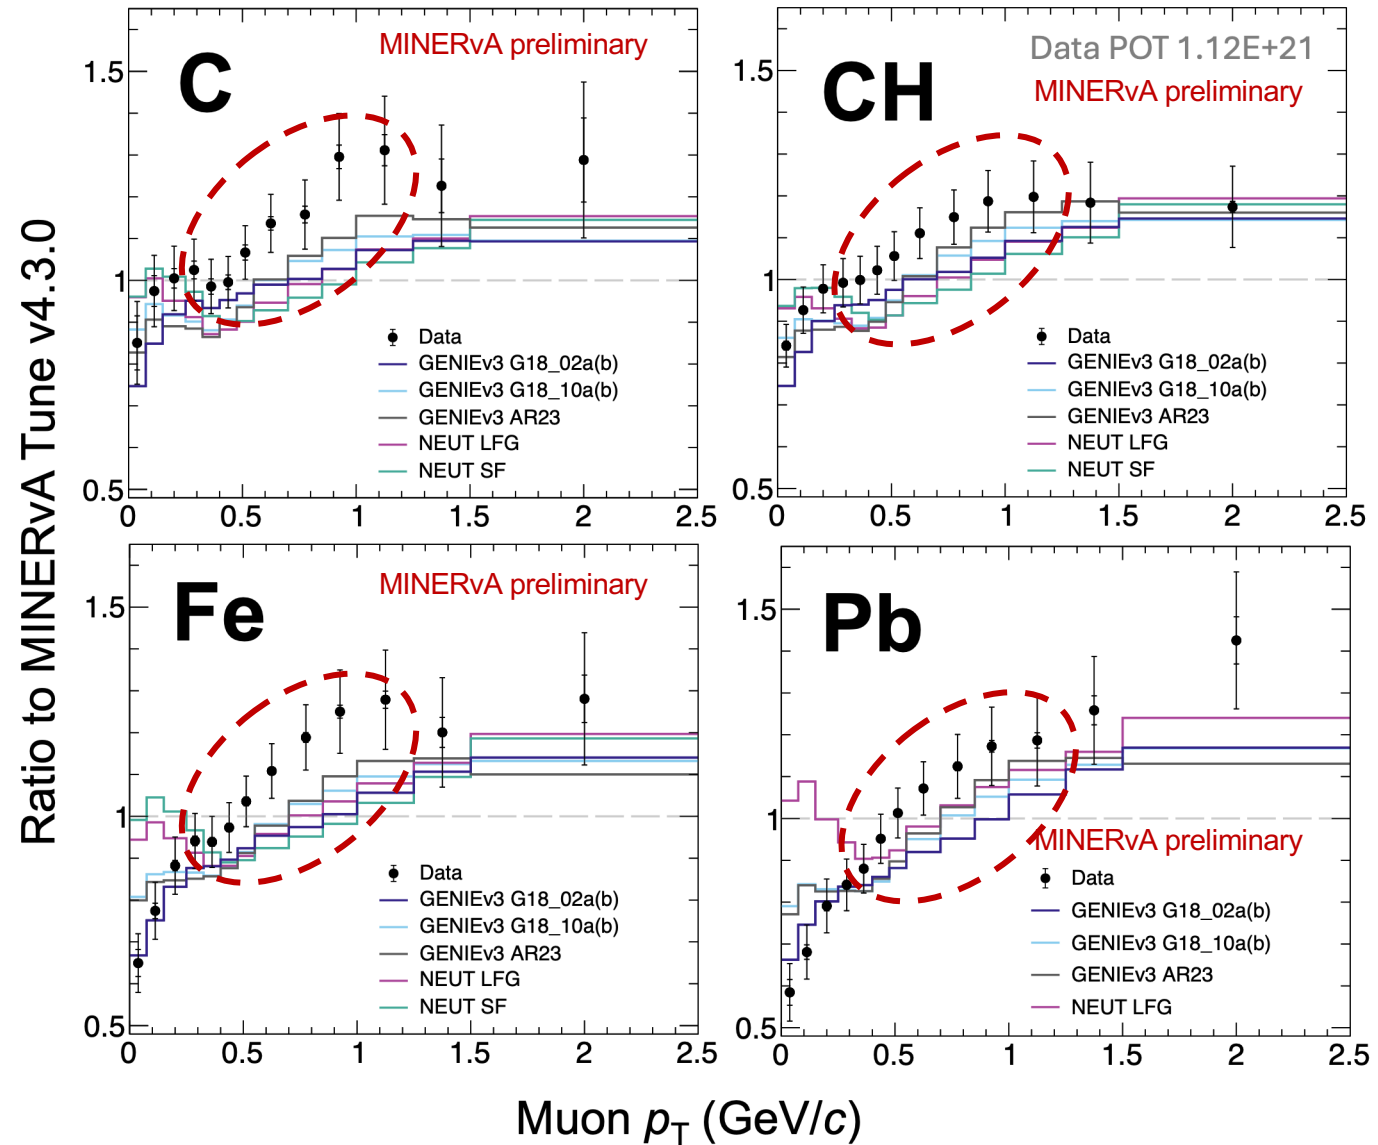 Ratio to MINERνA Tune v4.3.0
C
MINERνA preliminary
1.5
1
0.5
Data
GENIEv3 G18_02a(b)
GENIEv3 G18_10a(b)
GENIEv3 AR23
NEUT LFG
NEUT SF
0 0.5 1 1.5 2 2.5
CH
Data POT 1.12E+21
MINERνA preliminary
1.5
1
0.5
Data
GENIEv3 G18_02a(b)
GENIEv3 G18_10a(b)
GENIEv3 AR23
NEUT LFG
NEUT SF
0 0.5 1 1.5 2 2.5
Fe
MINERνA preliminary
1.5
1
0.5
Data
GENIEv3 G18_02a(b)
GENIEv3 G18_10a(b)
GENIEv3 AR23
NEUT LFG
NEUT SF
0 0.5 1 1.5 2 2.5
Pb
1.5
1
0.5
MINERνA preliminary
Data
GENIEv3 G18_02a(b)
GENIEv3 G18_10a(b)
GENIEv3 AR23
NEUT LFG
0 0.5 1 1.5 2 2.5
Muon pT (GeV/c)